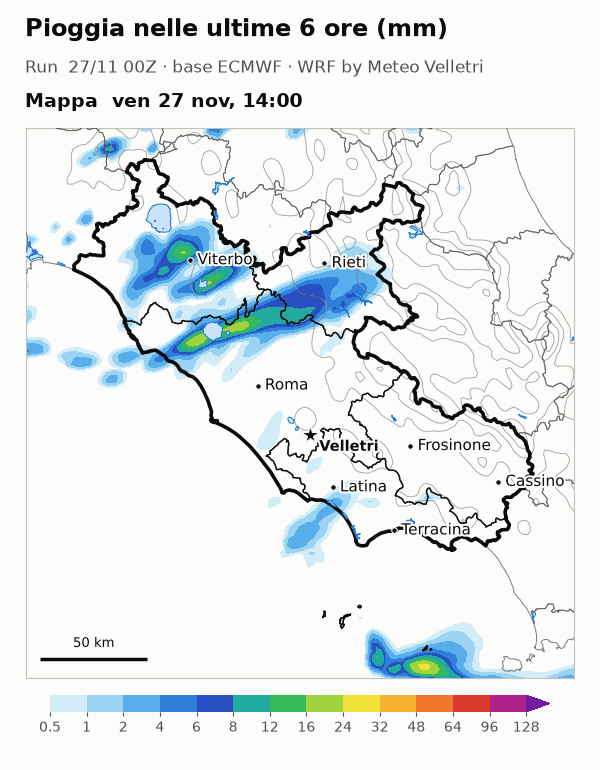 Pioggia nelle ultime 6 ore (mm)
Run  27/11 00Z · base ECMWF · WRF by Meteo Velletri
Mappa  ven 27 nov, 14:00
Viterbo
Rieti
Roma
Velletri
Frosinone
Latina
Cassino
Terracina
50 km
0.5 1 2 4 6 8 12 16 24 32 48 64 96 128